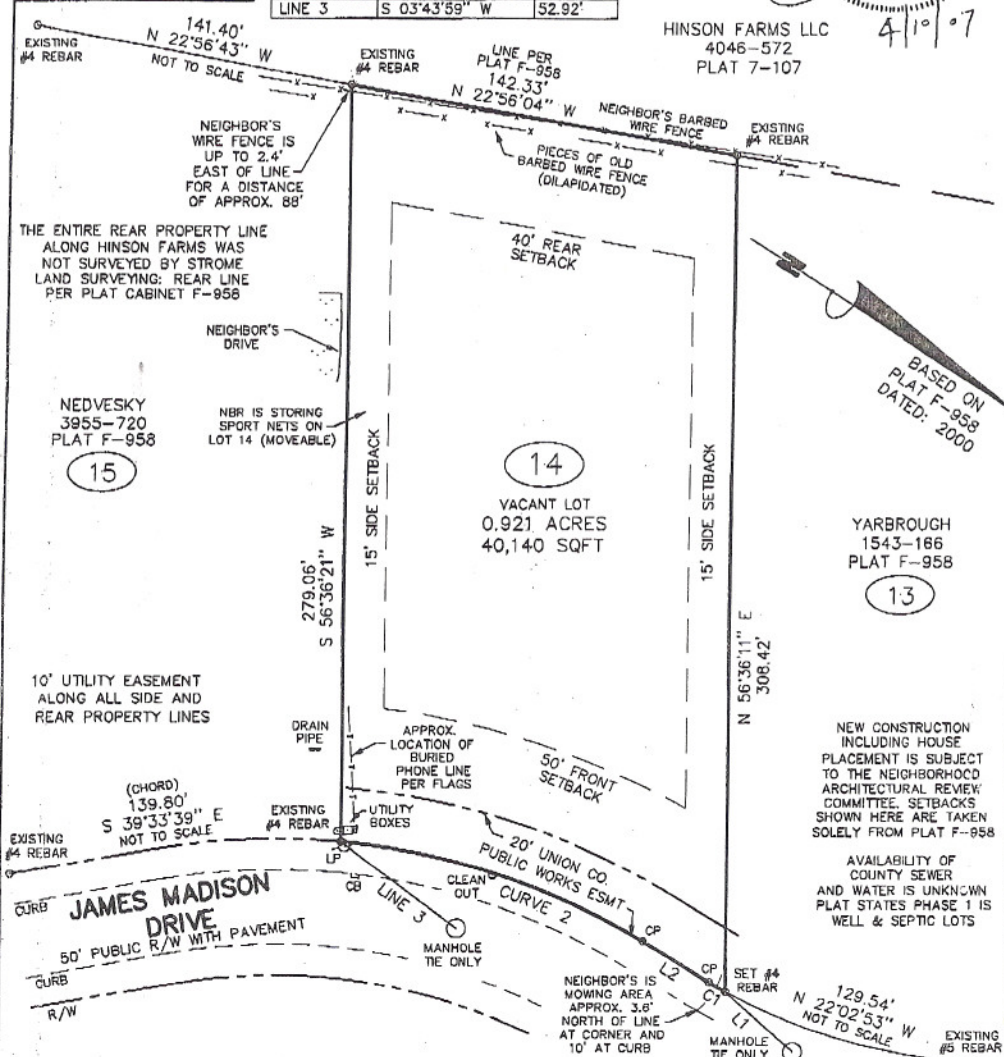 LINE 3 S 03°43'59" W 52.92'
141.40'
N 22°56'43" W
NOT TO SCALE
EXISTING
#4 REBAR
EXISTING
#4 REBAR
LINE PER
PLAT F-958
142.33'
N 22°56'04" W
HINSON FARMS LLC
4046-572
PLAT 7-107
NEIGHBOR'S BARBED
WIRE FENCE
EXISTING
#4 REBAR
PIECES OF OLD
BARBED WIRE FENCE
(DILAPIDATED)
NEIGHBOR'S
WIRE FENCE IS
UP TO 2.4'
EAST OF LINE
FOR A DISTANCE
OF APPROX. 88'
THE ENTIRE REAR PROPERTY LINE
ALONG HINSON FARMS WAS
NOT SURVEYED BY STROME
LAND SURVEYING: REAR LINE
PER PLAT CABINET F-958
40' REAR
SETBACK
N
BASED ON
PLAT F-958
DATED: 2000
NEIGHBOR'S
DRIVE
NEDVESKY
3955-720
PLAT F-958
15
NBR IS STORING
SPORT NETS ON
LOT 14 (MOVEABLE)
15' SIDE SETBACK
14
VACANT LOT
0.921 ACRES
40,140 SQFT
15' SIDE SETBACK
YARBROUGH
1543-166
PLAT F-958
13
279.06'
S 56°36'21" W
N 56°36'11" E
308.42'
10' UTILITY EASEMENT
ALONG ALL SIDE AND
REAR PROPERTY LINES
DRAIN
PIPE
APPROX.
LOCATION OF
BURIED
PHONE LINE
PER FLAGS
50' FRONT
SETBACK
NEW CONSTRUCTION
INCLUDING HOUSE
PLACEMENT IS SUBJECT
TO THE NEIGHBORHOOD
ARCHITECTURAL REVIEW
COMMITTEE. SETBACKS
SHOWN HERE ARE TAKEN
SOLELY FROM PLAT F-958
AVAILABILITY OF
COUNTY SEWER
AND WATER IS UNKNOWN
PLAT STATES PHASE 1 IS
WELL & SEPTIC LOTS
(CHORD)
139.80'
S 39°33'39" E
NOT TO SCALE
EXISTING
#4 REBAR
EXISTING
#4 REBAR
UTILITY
BOXES
20' UNION CO.
PUBLIC WORKS ESMT
LP
CB
LINE 3
CLEAN
OUT
CURVE 2
CP
CURB
JAMES MADISON
DRIVE
50' PUBLIC R/W WITH PAVEMENT
CURB
R/W
MANHOLE
TIE ONLY
L2
CP
C1
L1
SET #4
REBAR
NEIGHBOR'S IS
MOWING AREA
APPROX. 3.6'
NORTH OF LINE
AT CORNER AND
10' AT CURB
MANHOLE
TIE ONLY
129.54'
N 22°02'53" W
NOT TO SCALE
EXISTING
#5 REBAR